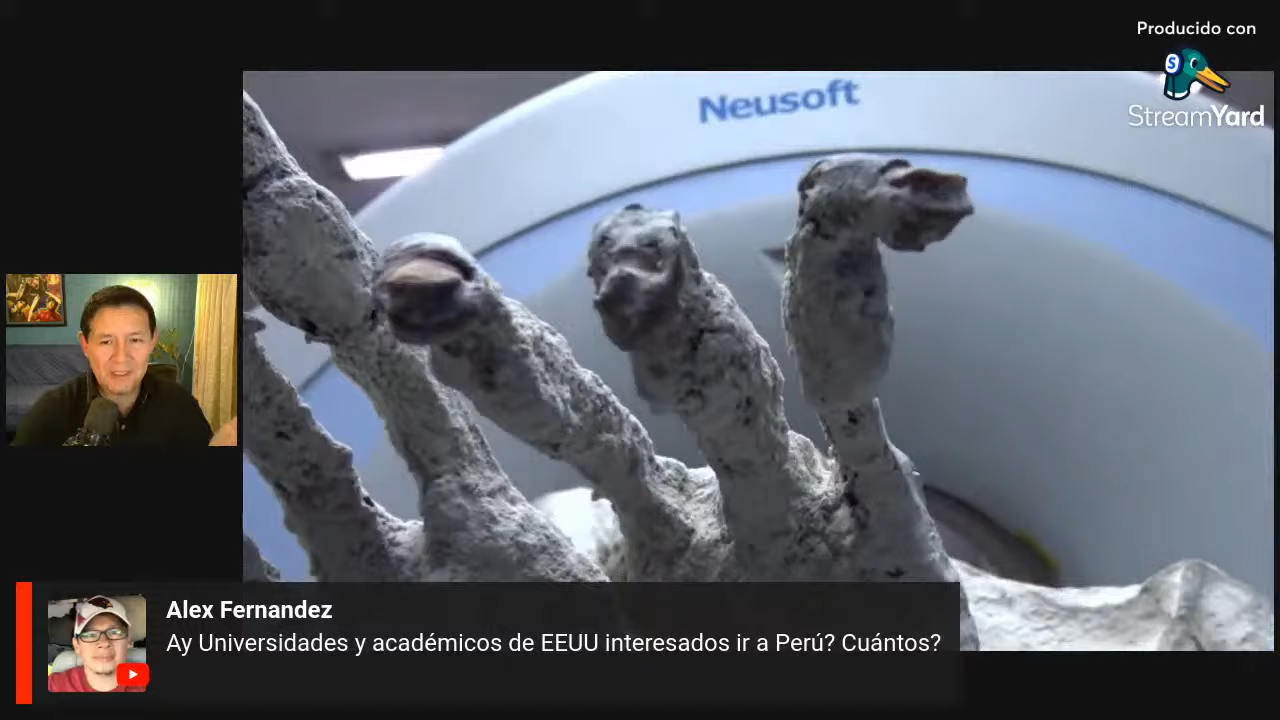 Producido con
StreamYard
Neusoft
Alex Fernandez
Ay Universidades y académicos de EEUU interesados ir a Perú? Cuántos?